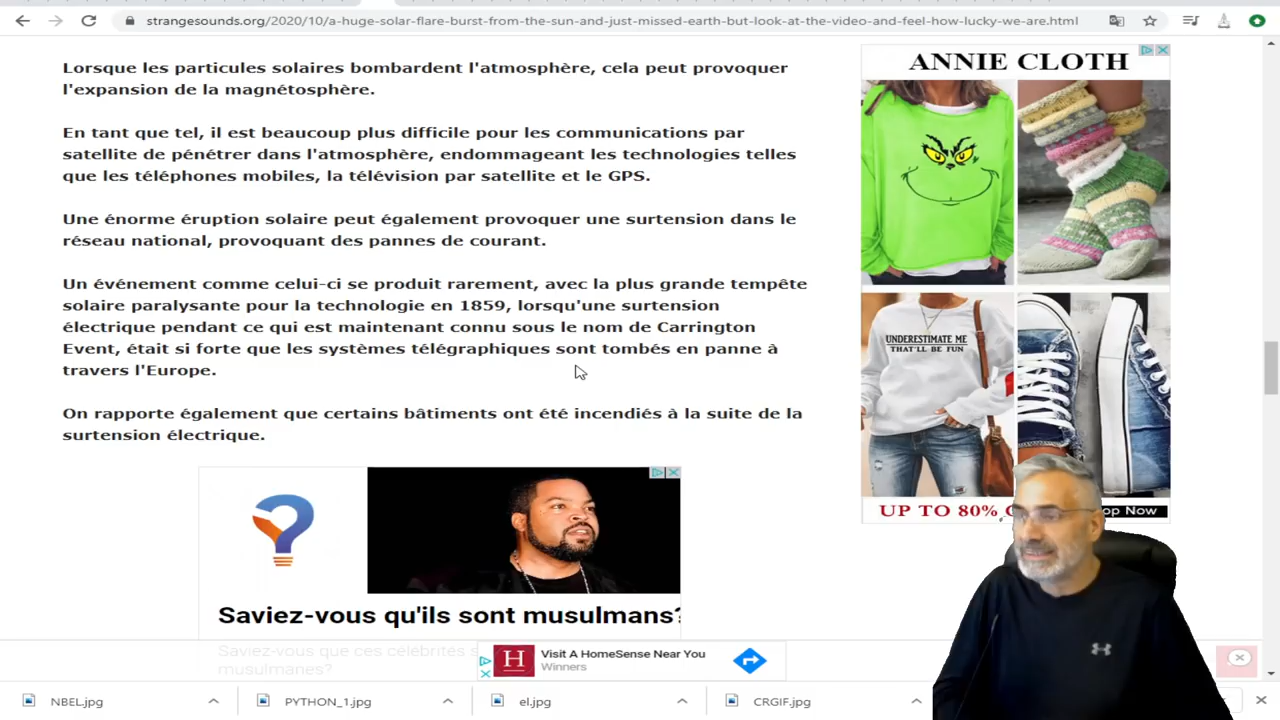 strangesounds.org/2020/10/a-huge-solar-flare-burst-from-the-sun-and-just-missed-earth-but-look-at-the-video-and-feel-how-lucky-we-are.html
Lorsque les particules solaires bombardent l'atmosphère, cela peut provoquer
l'expansion de la magnétosphère.
En tant que tel, il est beaucoup plus difficile pour les communications par
satellite de pénétrer dans l'atmosphère, endommageant les technologies telles
que les téléphones mobiles, la télévision par satellite et le GPS.
Une énorme éruption solaire peut également provoquer une surtension dans le
réseau national, provoquant des pannes de courant.
Un événement comme celui-ci se produit rarement, avec la plus grande tempête
solaire paralysante pour la technologie en 1859, lorsqu'une surtension
électrique pendant ce qui est maintenant connu sous le nom de Carrington
Event, était si forte que les systèmes télégraphiques sont tombés en panne à
travers l'Europe.
On rapporte également que certains bâtiments ont été incendiés à la suite de la
surtension électrique.
ANNIE CLOTH
UNDERESTIMATE ME
THAT'LL BE FUN
UP TO 80%
op Now
Saviez-vous qu'ils sont musulmans?
Saviez-vous que ces célébrités s
musulmanes?
H
Visit A HomeSense Near You
Winners
NBEL.jpg
PYTHON_1.jpg
el.jpg
CRGIF.jpg